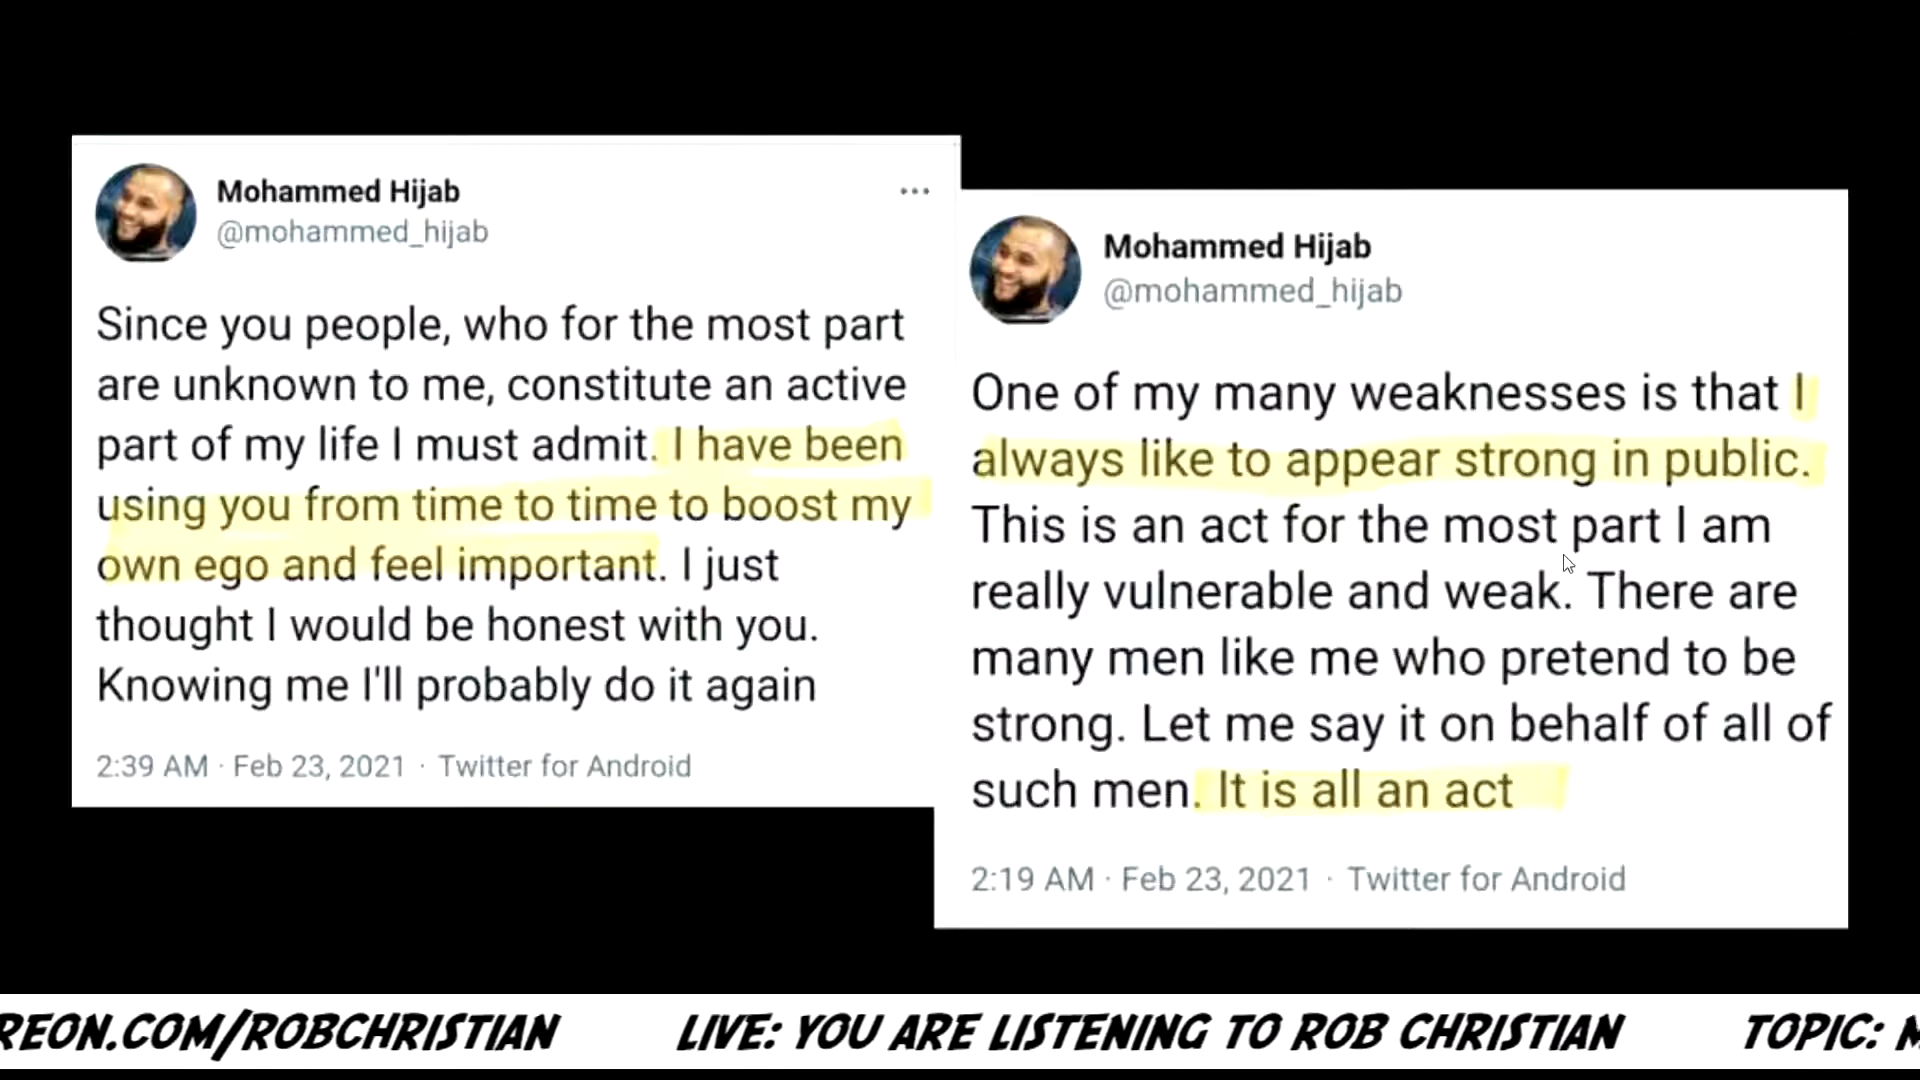 Mohammed Hijab
@mohammed_hijab
Since you people, who for the most part
are unknown to me, constitute an active
part of my life I must admit. I have been
using you from time to time to boost my
own ego and feel important. I just
thought I would be honest with you.
Knowing me I'll probably do it again
2:39 AM · Feb 23, 2021 · Twitter for Android
Mohammed Hijab
@mohammed_hijab
One of my many weaknesses is that I
always like to appear strong in public.
This is an act for the most part I am
really vulnerable and weak. There are
many men like me who pretend to be
strong. Let me say it on behalf of all of
such men. It is all an act
2:19 AM · Feb 23, 2021 · Twitter for Android
REON.COM/ROBCHRISTIAN LIVE: YOU ARE LISTENING TO ROB CHRISTIAN TOPIC: M